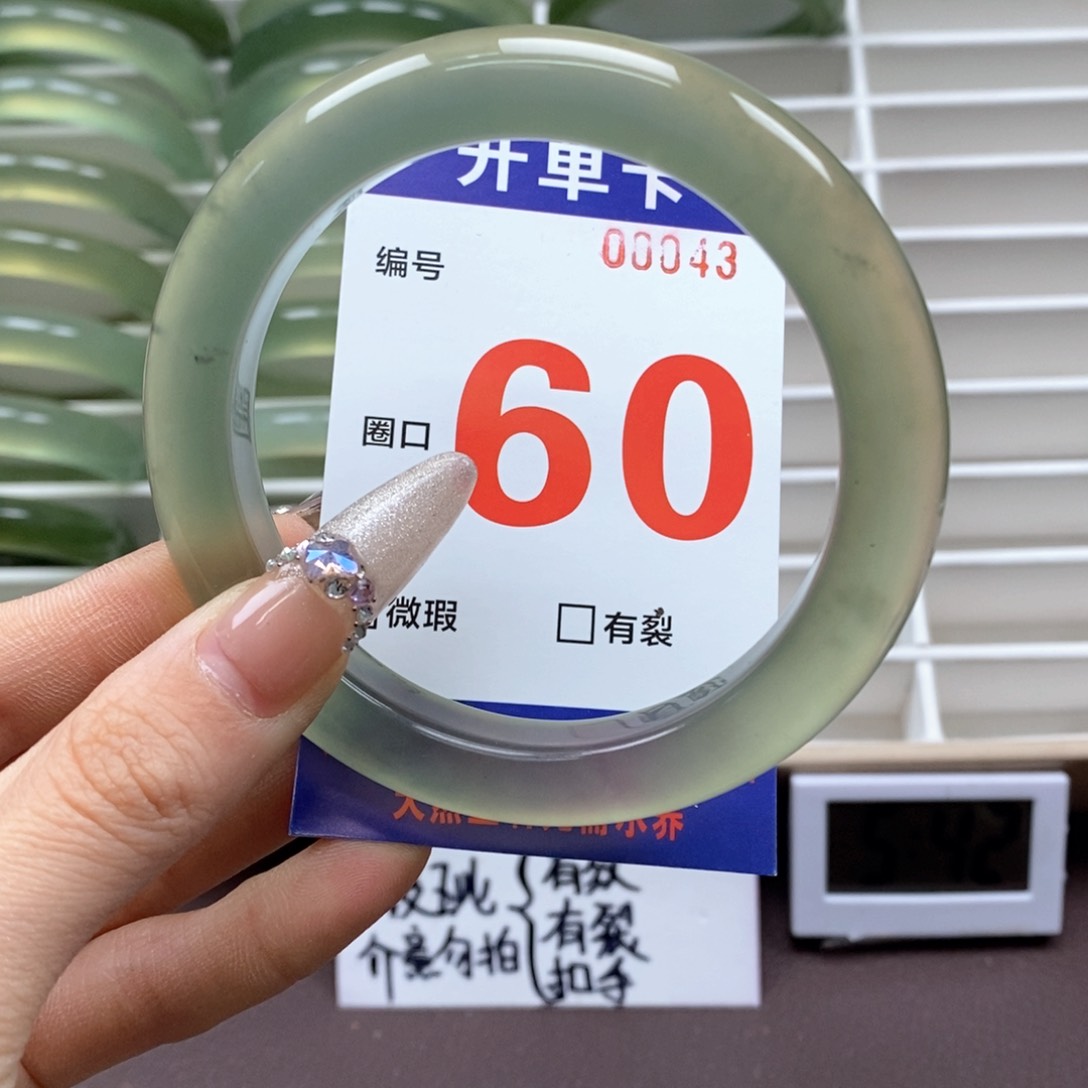 开单卡
编号 00043
圈口 60
微瑕 有裂
有纹
介意勿拍 有裂
扣手